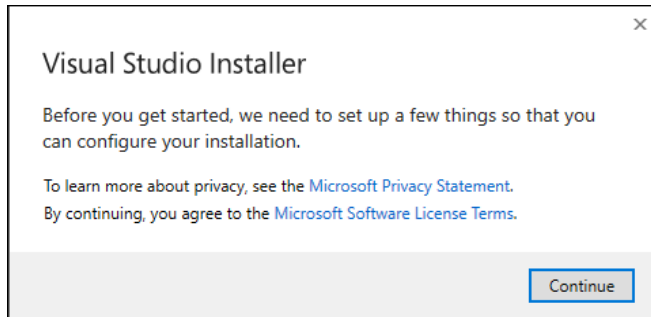 Visual Studio Installer
Before you get started, we need to set up a few things so that you
can configure your installation.
To learn more about privacy, see the Microsoft Privacy Statement.
By continuing, you agree to the Microsoft Software License Terms.
Continue